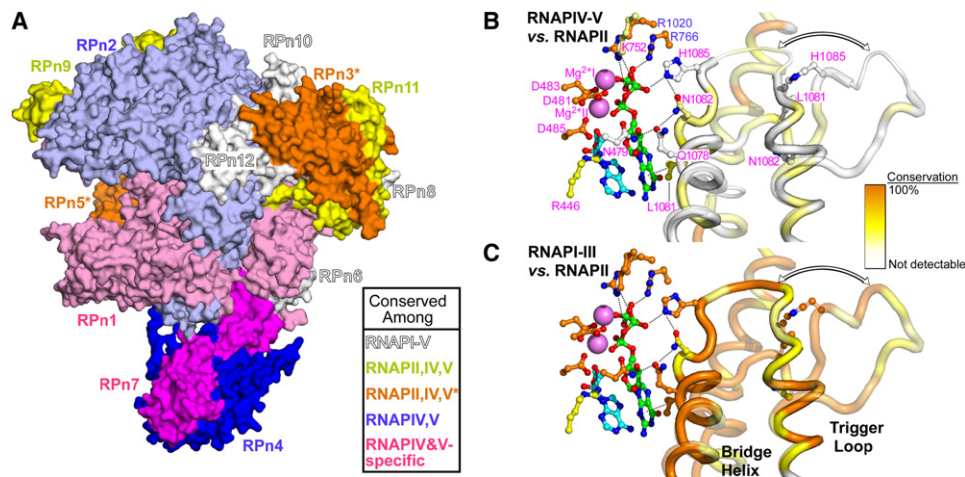 A
RPn2
RPn10
RPn9
RPn3*
RPn11
RPn12
RPn8
RPn5*
RPn6
RPn1
RPn7
RPn4
Conserved
Among
RNAPI-V
RNAPII,IV,V
RNAPII,IV,V*
RNAPIV,V
RNAPIV&V-
specific
B
RNAPIV-V
vs. RNAPII
R1020
R766
K752
H1085
Mg²⁺I
D483
D481
Mg²⁺II
N1082
D485
N479
Q1078
R446
L1081
H1085
L1081
N1082
Conservation
100%
Not detectable
C
RNAPI-III
vs. RNAPII
Bridge
Helix
Trigger
Loop